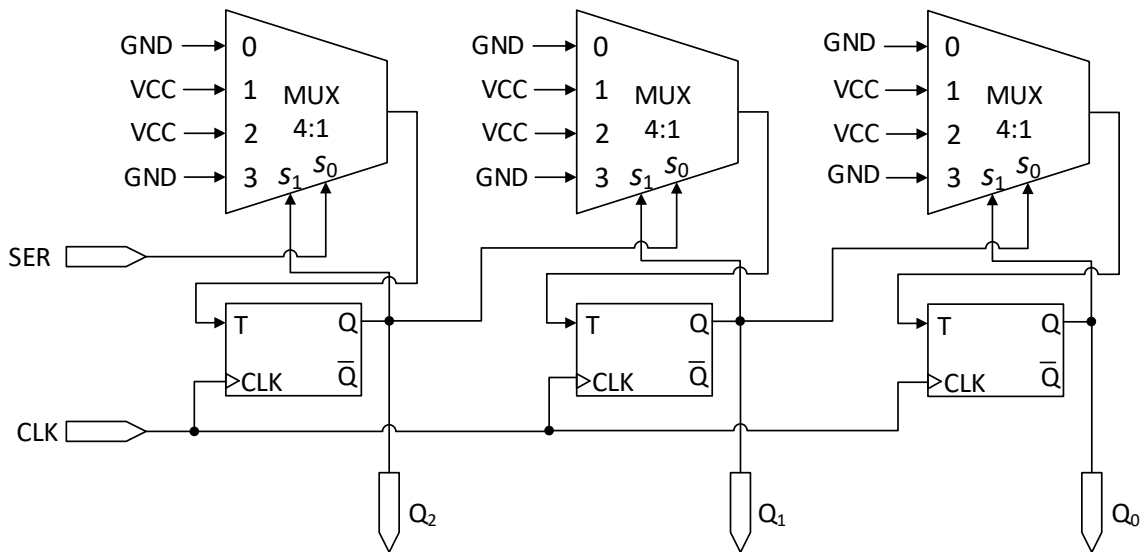 GND 0
VCC 1
VCC 2
GND 3
MUX
4:1
s1 s0
GND 0
VCC 1
VCC 2
GND 3
MUX
4:1
s1 s0
GND 0
VCC 1
VCC 2
GND 3
MUX
4:1
s1 s0
SER
T Q
CLK Q̅
T Q
CLK Q̅
T Q
CLK Q̅
CLK
Q₂
Q₁
Q₀